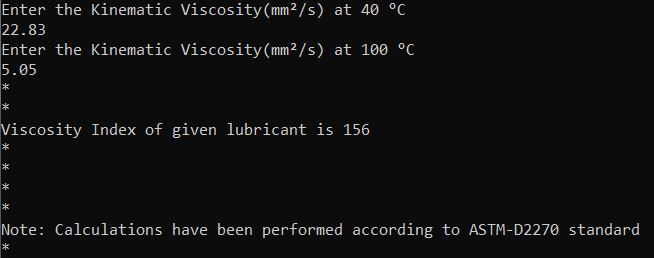 Enter the Kinematic Viscosity(mm²/s) at 40 °C
22.83
Enter the Kinematic Viscosity(mm²/s) at 100 °C
5.05
*
*
Viscosity Index of given lubricant is 156
*
*
*
*
Note: Calculations have been performed according to ASTM-D2270 standard
*